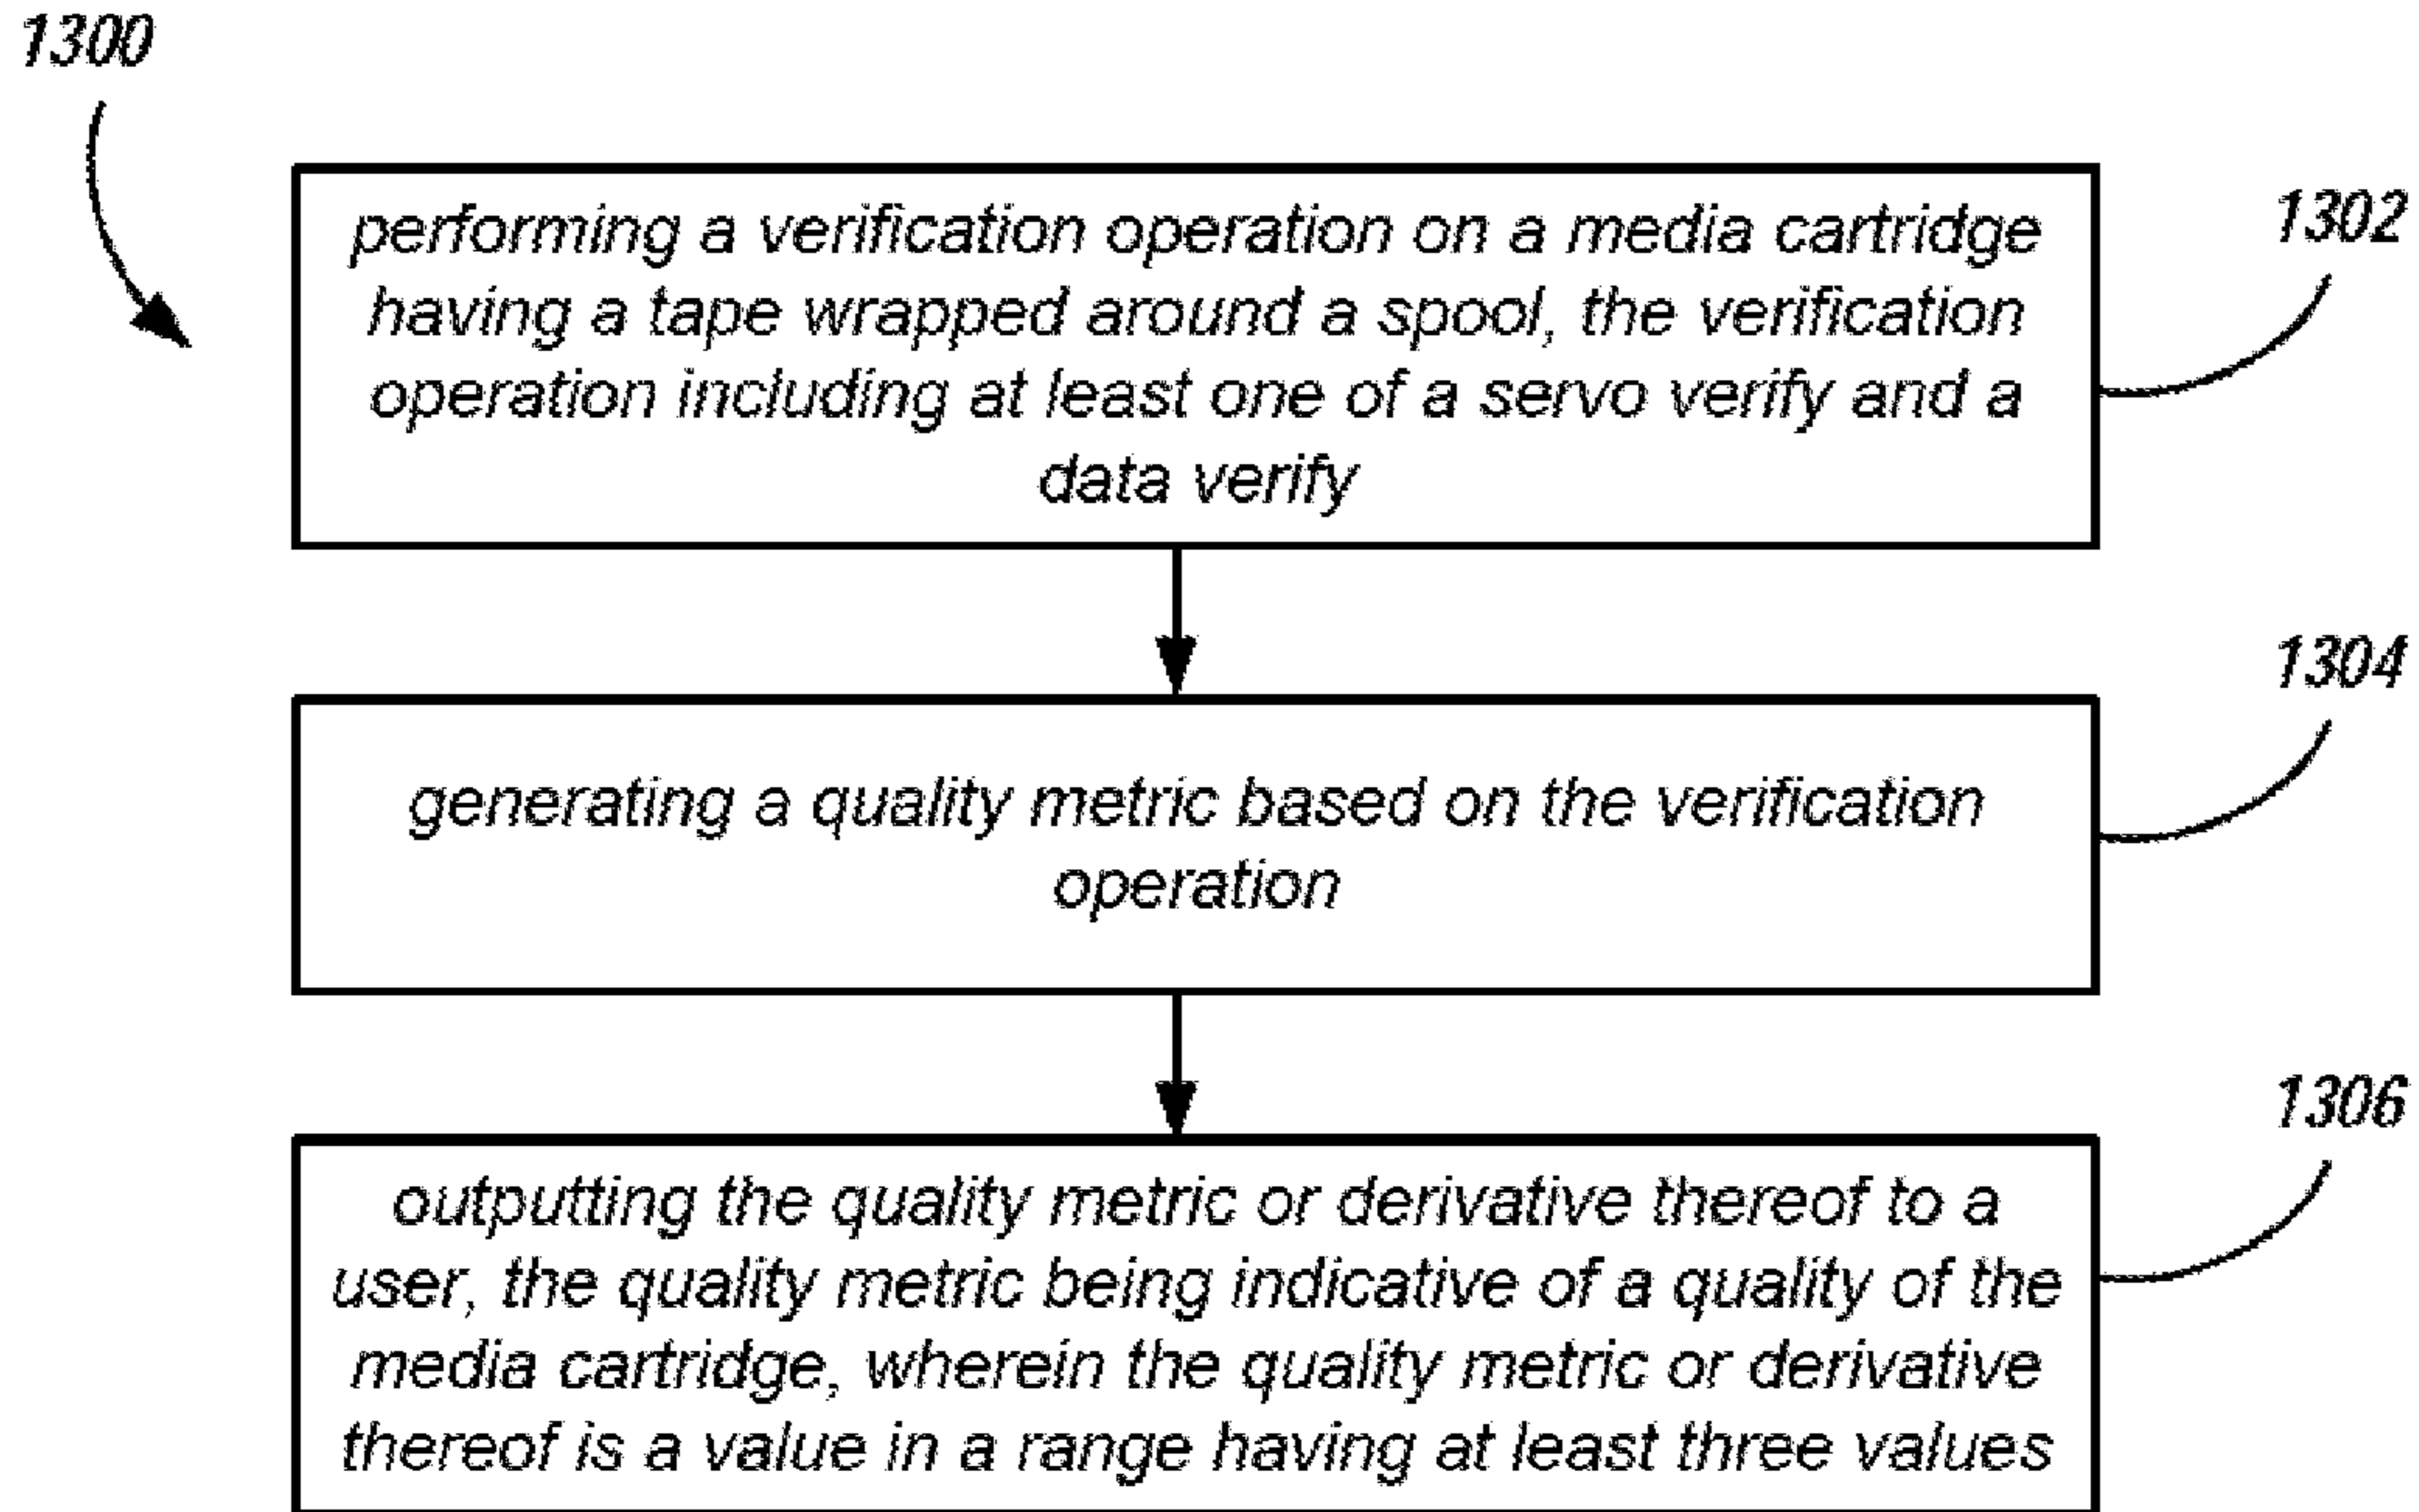 1300
performing a verification operation on a media cartridge
1302
having a tape wrapped around a spool, the verification
operation including at least one of a servo verify and a
data verify
1304
generating a quality metric based on the verification
operation
1306
outputting the quality metric or derivative thereof to a
user, the quality metric being indicative of a quality of the
media cartridge, wherein the quality metric or derivative
thereof is a value in a range having at least three values